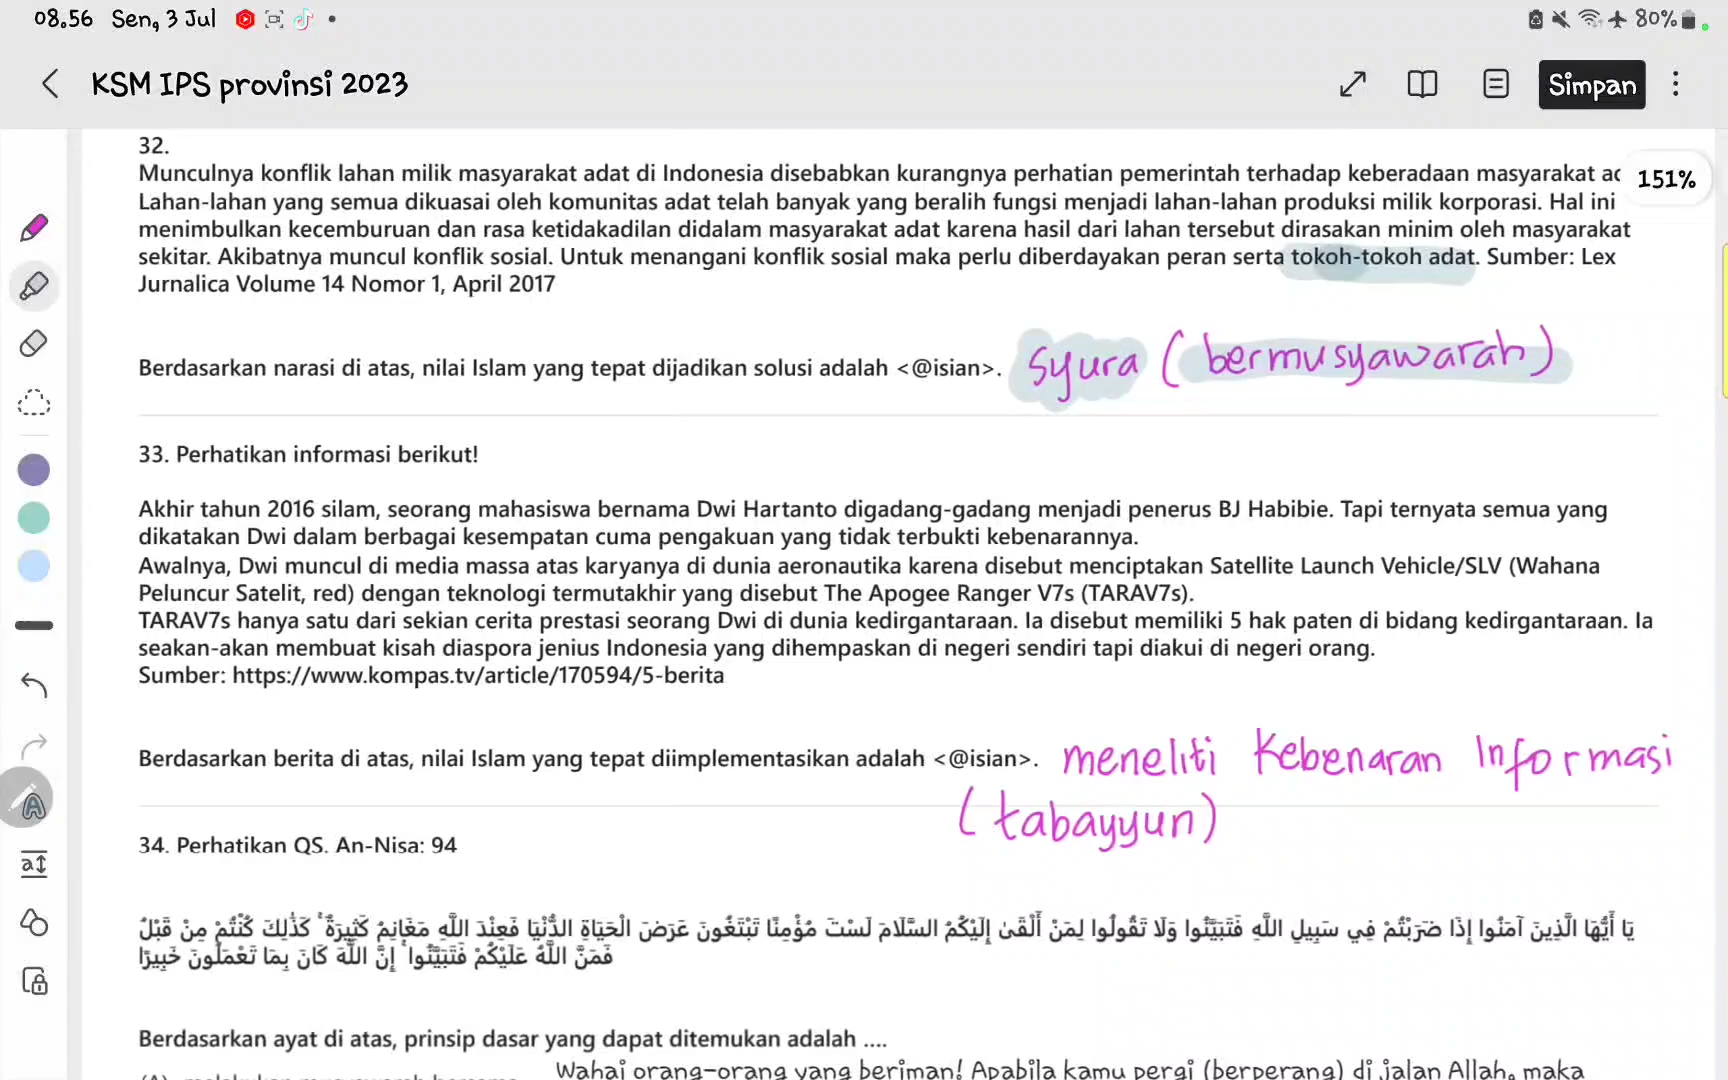 08.56 Sen, 3 Jul
80%
KSM IPS provinsi 2023
Simpan
151%
32.
Munculnya konflik lahan milik masyarakat adat di Indonesia disebabkan kurangnya perhatian pemerintah terhadap keberadaan masyarakat
Lahan-lahan yang semua dikuasai oleh komunitas adat telah banyak yang beralih fungsi menjadi lahan-lahan produksi milik korporasi. Hal ini
menimbulkan kecemburuan dan rasa ketidakadilan didalam masyarakat adat karena hasil dari lahan tersebut dirasakan minim oleh masyarakat
sekitar. Akibatnya muncul konflik sosial. Untuk menangani konflik sosial maka perlu diberdayakan peran serta tokoh-tokoh adat. Sumber: Lex
Jurnalica Volume 14 Nomor 1, April 2017
Berdasarkan narasi di atas, nilai Islam yang tepat dijadikan solusi adalah <@isian>. syura (bermusyawarah)
33. Perhatikan informasi berikut!
Akhir tahun 2016 silam, seorang mahasiswa bernama Dwi Hartanto digadang-gadang menjadi penerus BJ Habibie. Tapi ternyata semua yang
dikatakan Dwi dalam berbagai kesempatan cuma pengakuan yang tidak terbukti kebenarannya.
Awalnya, Dwi muncul di media massa atas karyanya di dunia aeronautika karena disebut menciptakan Satellite Launch Vehicle/SLV (Wahana
Peluncur Satelit, red) dengan teknologi termutakhir yang disebut The Apogee Ranger V7s (TARAV7s).
TARAV7s hanya satu dari sekian cerita prestasi seorang Dwi di dunia kedirgantaraan. Ia disebut memiliki 5 hak paten di bidang kedirgantaraan. Ia
seakan-akan membuat kisah diaspora jenius Indonesia yang dihempaskan di negeri sendiri tapi diakui di negeri orang.
Sumber: https://www.kompas.tv/article/170594/5-berita
Berdasarkan berita di atas, nilai Islam yang tepat diimplementasikan adalah <@isian>. meneliti kebenaran informasi
(tabayyun)
34. Perhatikan QS. An-Nisa: 94
يَا أَيُّهَا الَّذِينَ آمَنُوا إِذَا ضَرَبْتُمْ فِي سَبِيلِ اللَّهِ فَتَبَيَّنُوا وَلَا تَقُولُوا لِمَنْ أَلْقَىٰ إِلَيْكُمُ السَّلَامَ لَسْتَ مُؤْمِنًا تَبْتَغُونَ عَرَضَ الْحَيَاةِ الدُّنْيَا فَعِنْدَ اللَّهِ مَغَانِمُ كَثِيرَةٌ ۚ كَذَٰلِكَ كُنْتُمْ مِنْ قَبْلُ
فَمَنَّ اللَّهُ عَلَيْكُمْ فَتَبَيَّنُوا ۚ إِنَّ اللَّهَ كَانَ بِمَا تَعْمَلُونَ خَبِيرًا
Berdasarkan ayat di atas, prinsip dasar yang dapat ditemukan adalah ....
Wahai orang-orang yang beriman! Apabila kamu pergi (berperang) di jalan Allah, maka